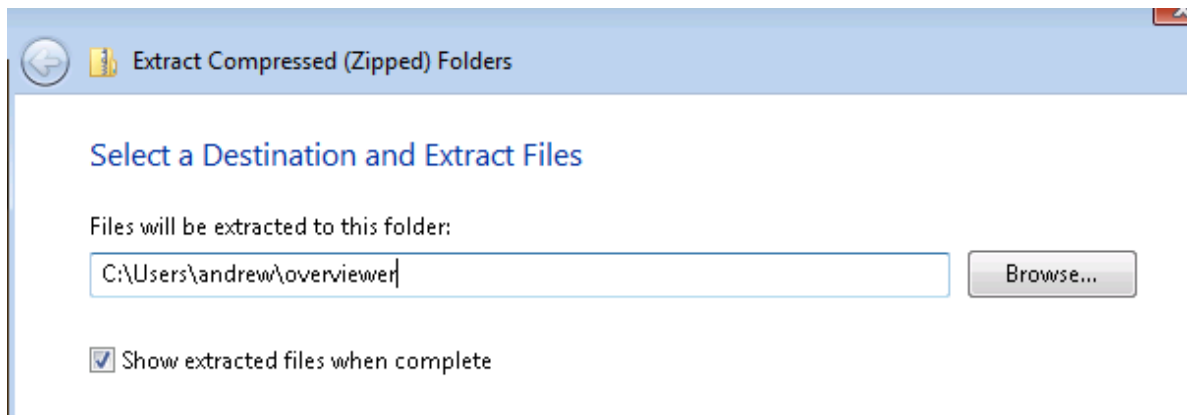 Extract Compressed (Zipped) Folders
Select a Destination and Extract Files
Files will be extracted to this folder:
C:\Users\andrew\overviewer
Browse...
Show extracted files when complete